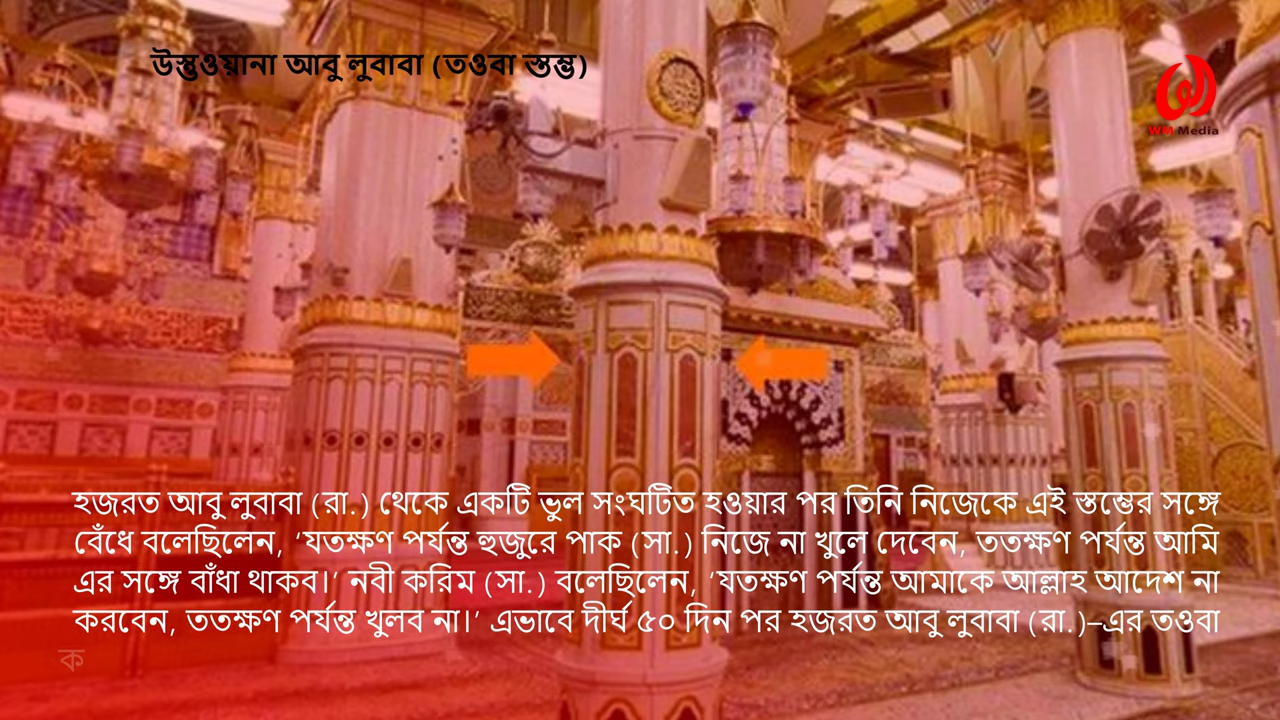 উস্তুওয়ানা আবু লুবাবা (তওবা স্তম্ভ)
WM Media
হজরত আবু লুবাবা (রা.) থেকে একটি ভুল সংঘটিত হওয়ার পর তিনি নিজেকে এই স্তম্ভের সঙ্গে
বেঁধে বলেছিলেন, ‘যতক্ষণ পর্যন্ত হুজুরে পাক (সা.) নিজে না খুলে দেবেন, ততক্ষণ পর্যন্ত আমি
এর সঙ্গে বাঁধা থাকব।’ নবী করিম (সা.) বলেছিলেন, ‘যতক্ষণ পর্যন্ত আমাকে আল্লাহ আদেশ না
করবেন, ততক্ষণ পর্যন্ত খুলব না।’ এভাবে দীর্ঘ ৫০ দিন পর হজরত আবু লুবাবা (রা.)–এর তওবা
ক